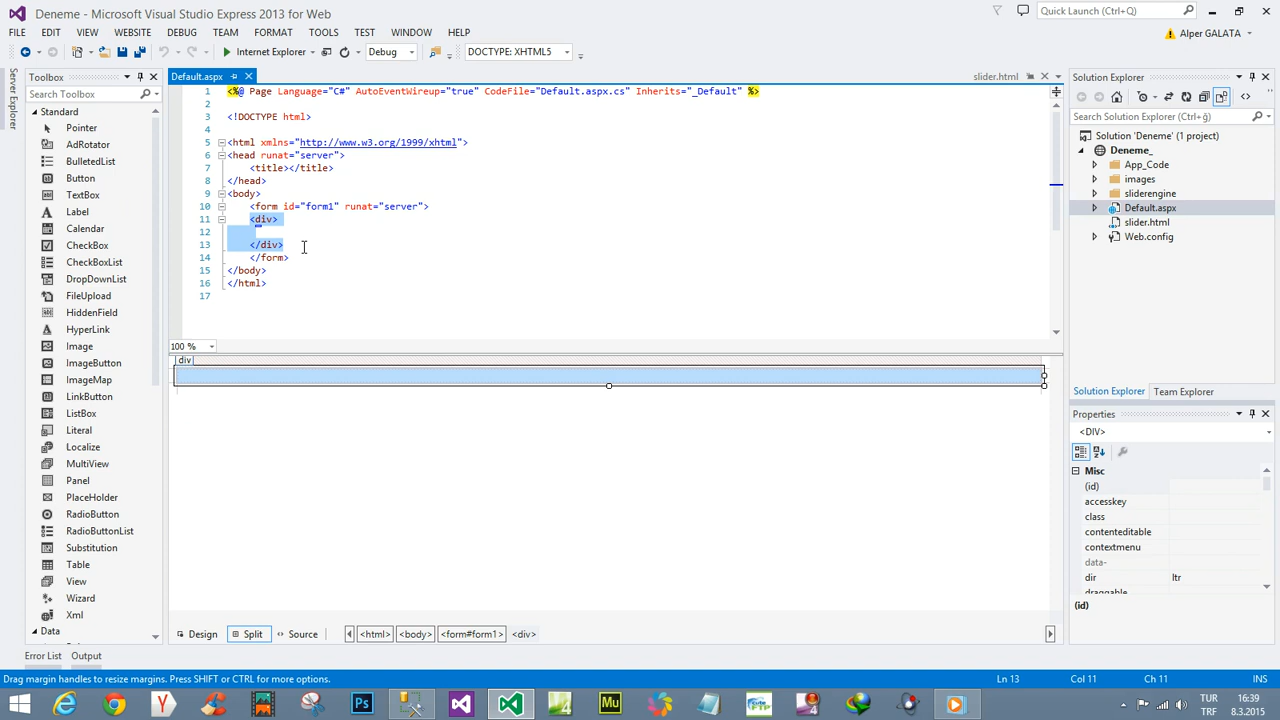 Deneme - Microsoft Visual Studio Express 2013 for Web
Quick Launch (Ctrl+Q)
FILE EDIT VIEW WEBSITE DEBUG TEAM FORMAT TOOLS TEST WINDOW HELP
Alper GALATA
Internet Explorer
Debug
DOCTYPE: XHTML5
Server Explorer
Toolbox
Search Toolbox
Standard
Pointer
AdRotator
BulletedList
Button
TextBox
Label
Calendar
CheckBox
CheckBoxList
DropDownList
FileUpload
HiddenField
HyperLink
Image
ImageButton
ImageMap
LinkButton
ListBox
Literal
Localize
MultiView
Panel
PlaceHolder
RadioButton
RadioButtonList
Substitution
Table
View
Wizard
Xml
Data
Default.aspx
slider.html
1 <%@ Page Language="C#" AutoEventWireup="true" CodeFile="Default.aspx.cs" Inherits="_Default" %>
2
3 <!DOCTYPE html>
4
5 <html xmlns="http://www.w3.org/1999/xhtml">
6 <head runat="server">
7 <title></title>
8 </head>
9 <body>
10 <form id="form1" runat="server">
11 <div>
12
13 </div>
14 </form>
15 </body>
16 </html>
17
100 %
div
Design
Split
Source
<html> <body> <form#form1> <div>
Solution Explorer
Search Solution Explorer (Ctrl+ğ)
Solution 'Deneme' (1 project)
Deneme_
App_Code
images
sliderengine
Default.aspx
slider.html
Web.config
Solution Explorer
Team Explorer
Properties
<DIV>
Misc
(id)
accesskey
class
contenteditable
contextmenu
data-
dir ltr
draggable
(id)
Error List
Output
Drag margin handles to resize margins. Press SHIFT or CTRL for more options.
Ln 13
Col 11
Ch 11
INS
Ps
Mu
TUR
TRF
16:39
8.3.2015